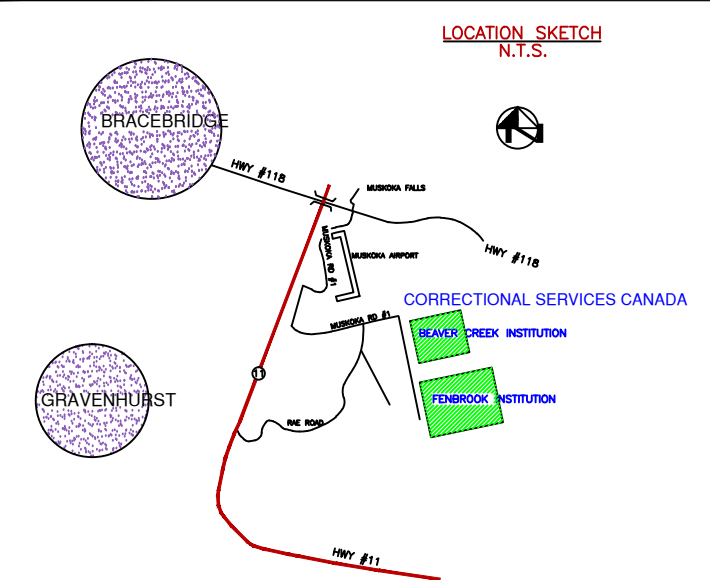 LOCATION SKETCH
N.T.S.
BRACEBRIDGE
HWY #118
MUSKOKA FALLS
MUSKOKA RD #1
MUSKOKA AIRPORT
HWY #118
CORRECTIONAL SERVICES CANADA
MUSKOKA RD #1
BEAVER CREEK INSTITUTION
11
GRAVENHURST
FENBROOK INSTITUTION
RAE ROAD
HWY #11